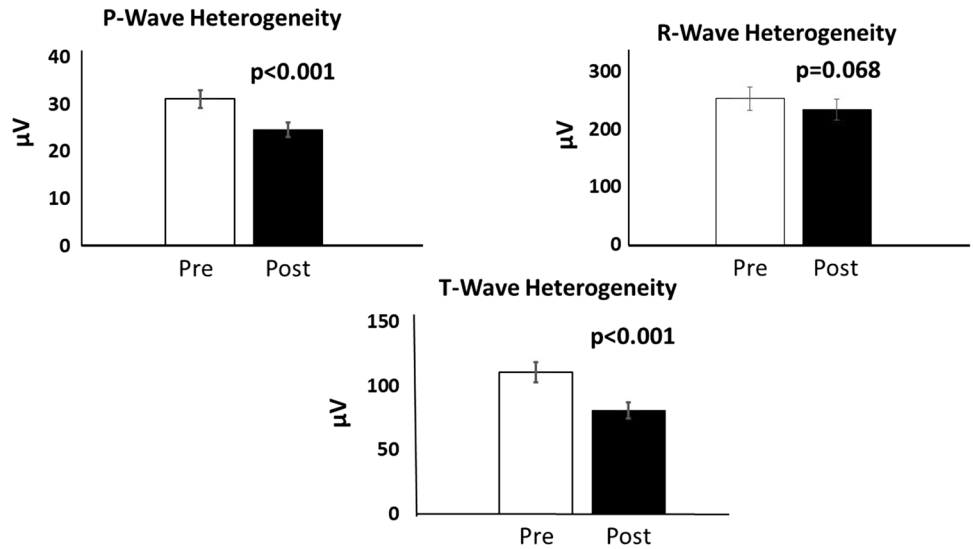 P-Wave Heterogeneity
40
p<0.001
30
µV
20
10
0
Pre Post
R-Wave Heterogeneity
300
p=0.068
200
µV
100
0
Pre Post
T-Wave Heterogeneity
150
p<0.001
100
µV
50
0
Pre Post